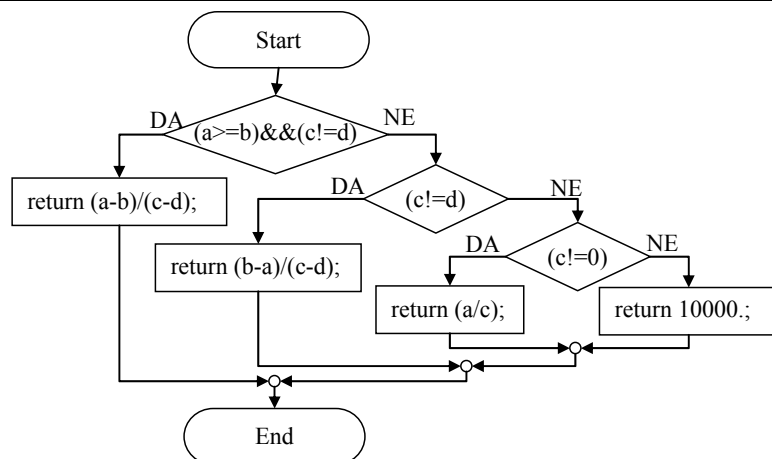 Start
DA
(a>=b)&&(c!=d)
NE
return (a-b)/(c-d);
DA
(c!=d)
NE
return (b-a)/(c-d);
DA
(c!=0)
NE
return (a/c);
return 10000.;
End